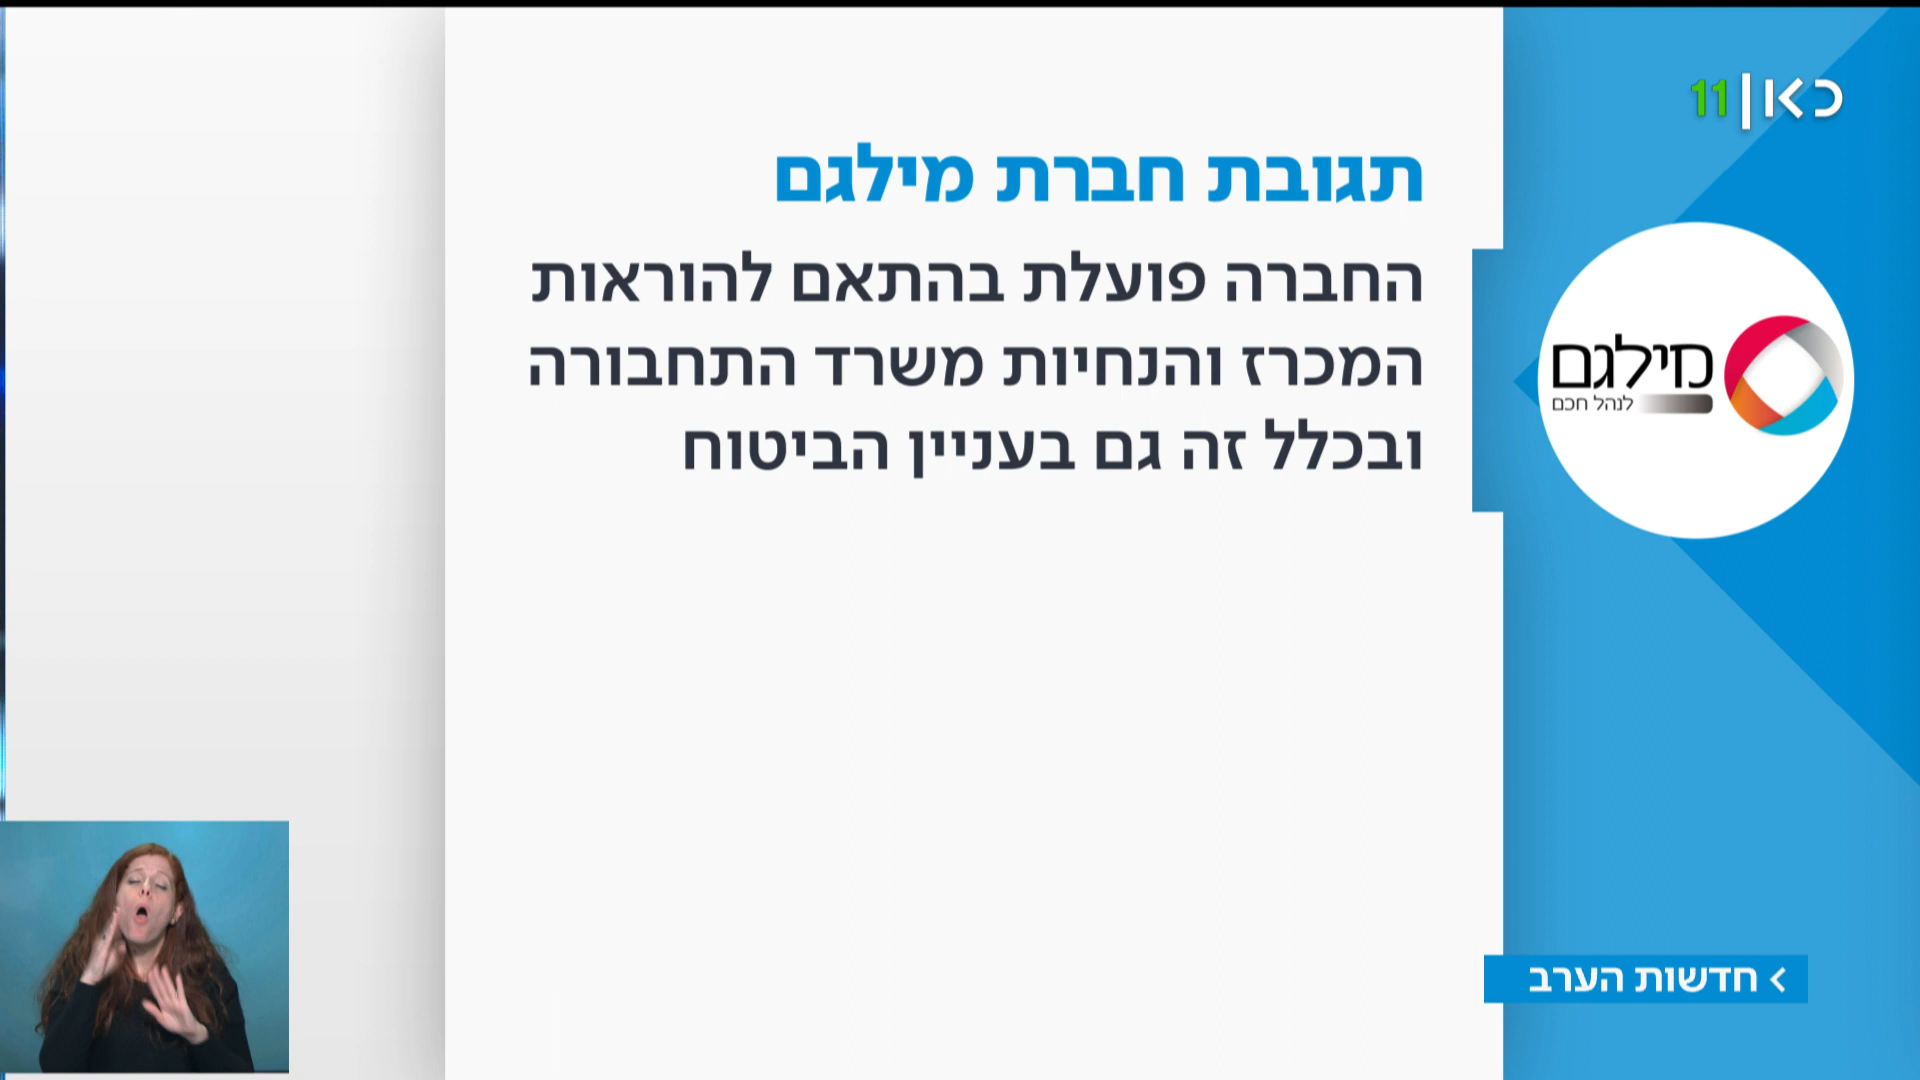 כאן|11
תגובת חברת מילגם
החברה פועלת בהתאם להוראות
המכרז והנחיות משרד התחבורה
ובכלל זה גם בעניין הביטוח
מילגם
לנהל חכם
חדשות הערב